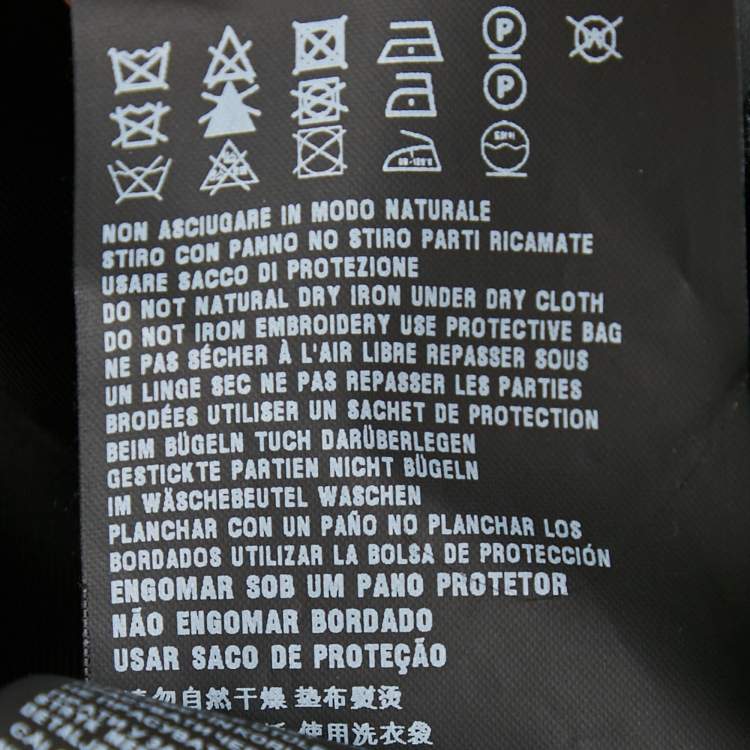 P
W
P
NON ASCIUGARE IN MODO NATURALE
STIRO CON PANNO NO STIRO PARTI RICAMATE
USARE SACCO DI PROTEZIONE
DO NOT NATURAL DRY IRON UNDER DRY CLOTH
DO NOT IRON EMBROIDERY USE PROTECTIVE BAG
NE PAS SÉCHER À L'AIR LIBRE REPASSER SOUS
UN LINGE SEC NE PAS REPASSER LES PARTIES
BRODÉES UTILISER UN SACHET DE PROTECTION
BEIM BÜGELN TUCH DARÜBERLEGEN
GESTICKTE PARTIEN NICHT BÜGELN
IM WÄSCHEBEUTEL WASCHEN
PLANCHAR CON UN PAÑO NO PLANCHAR LOS
BORDADOS UTILIZAR LA BOLSA DE PROTECCIÓN
ENGOMAR SOB UM PANO PROTETOR
NÃO ENGOMAR BORDADO
USAR SACO DE PROTEÇÃO
请勿自然干燥 垫布熨烫
使用洗衣袋